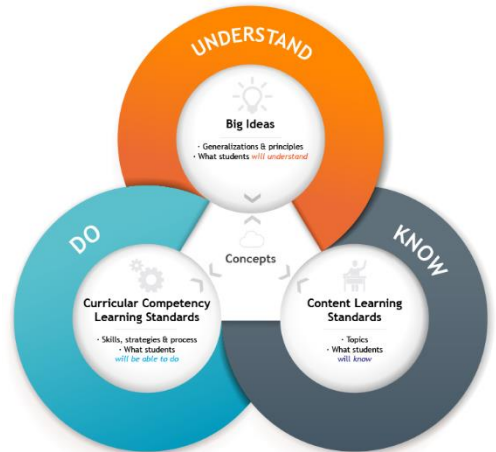 UNDERSTAND
Big Ideas
· Generalizations & principles
· What students will understand
Concepts
DO
Curricular Competency
Learning Standards
· Skills, strategies & process
· What students
will be able to do
KNOW
Content Learning
Standards
· Topics
· What students
will know